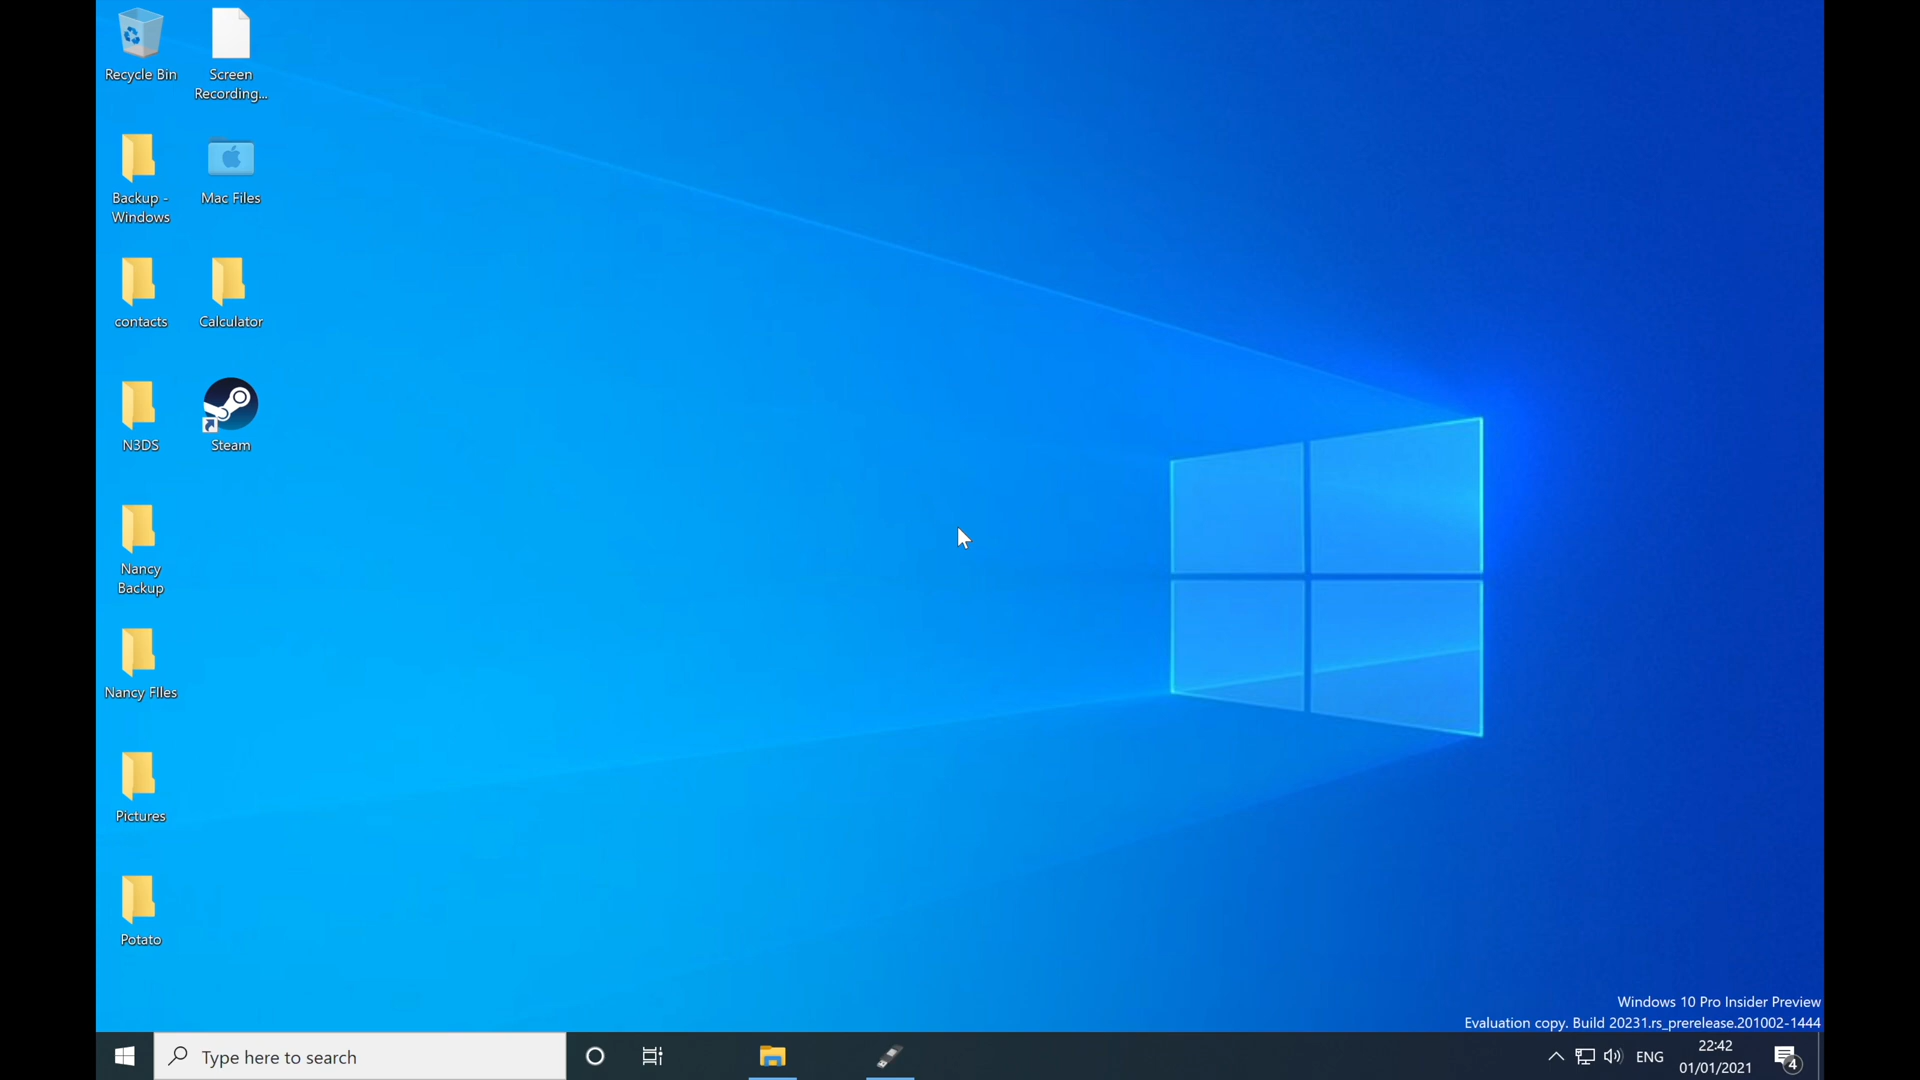 Recycle Bin
Screen
Recording...
Backup -
Windows
Mac Files
contacts
Calculator
N3DS
Steam
Nancy
Backup
Nancy FIles
Pictures
Potato
Windows 10 Pro Insider Preview
Evaluation copy. Build 20231.rs_prerelease.201002-1444
Type here to search
ENG
22:42
01/01/2021
4